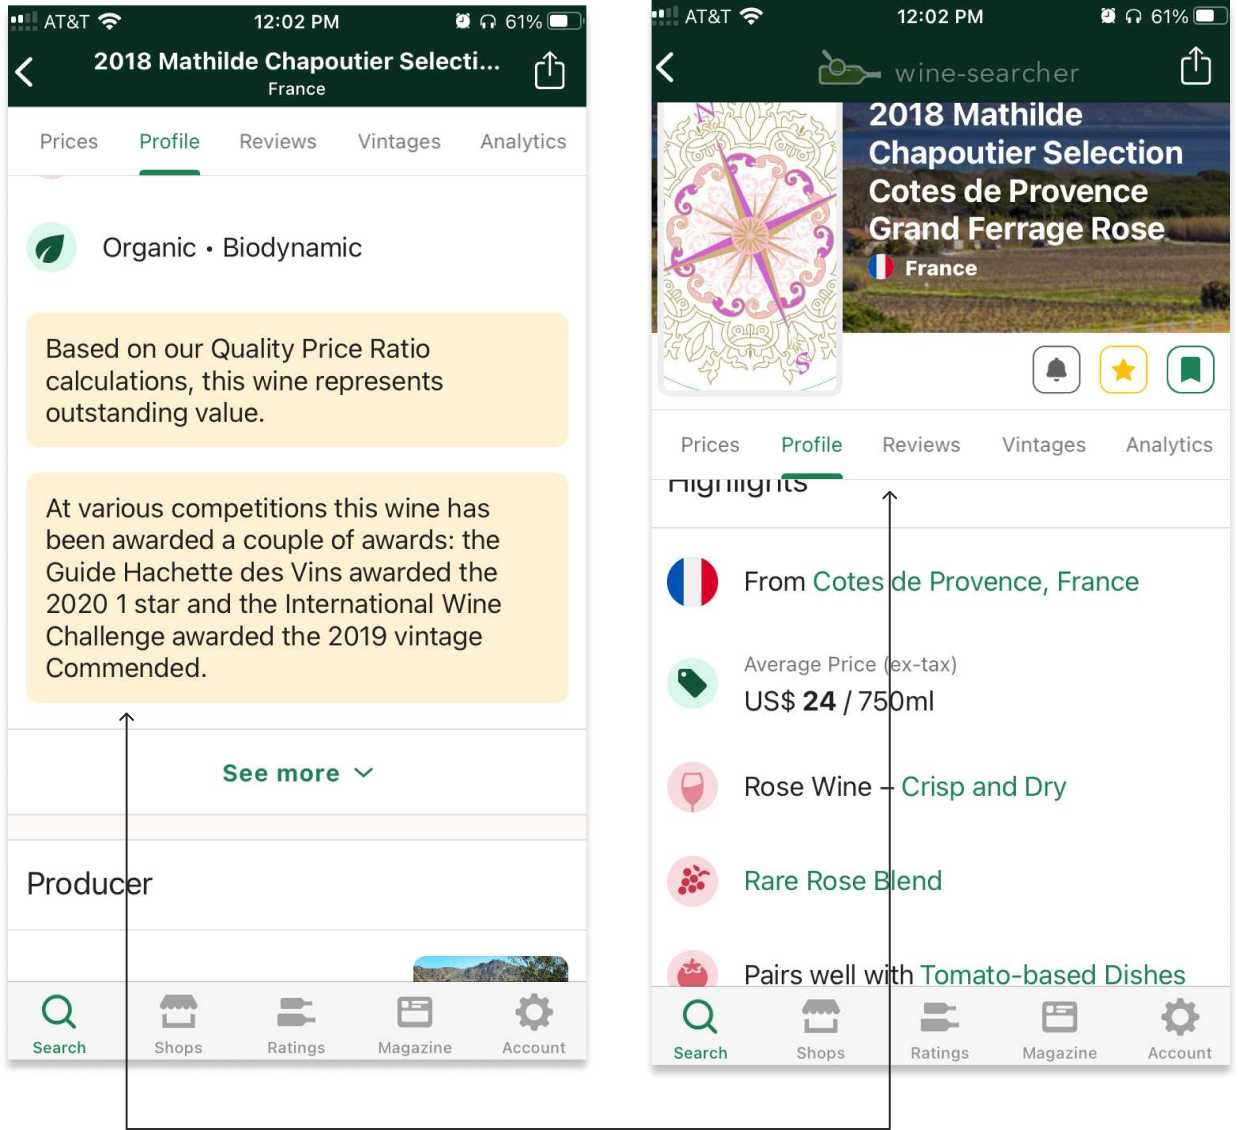 AT&T
12:02 PM
61%
2018 Mathilde Chapoutier Selecti...
France
Prices Profile Reviews Vintages Analytics
Organic • Biodynamic
Based on our Quality Price Ratio
calculations, this wine represents
outstanding value.
At various competitions this wine has
been awarded a couple of awards: the
Guide Hachette des Vins awarded the
2020 1 star and the International Wine
Challenge awarded the 2019 vintage
Commended.
See more
Producer
Search Shops Ratings Magazine Account
AT&T
12:02 PM
61%
wine-searcher
N
S
2018 Mathilde
Chapoutier Selection
Cotes de Provence
Grand Ferrage Rose
France
Prices Profile Reviews Vintages Analytics
Highlights
From Cotes de Provence, France
Average Price (ex-tax)
US$ 24 / 750ml
Rose Wine – Crisp and Dry
Rare Rose Blend
Pairs well with Tomato-based Dishes
Search Shops Ratings Magazine Account